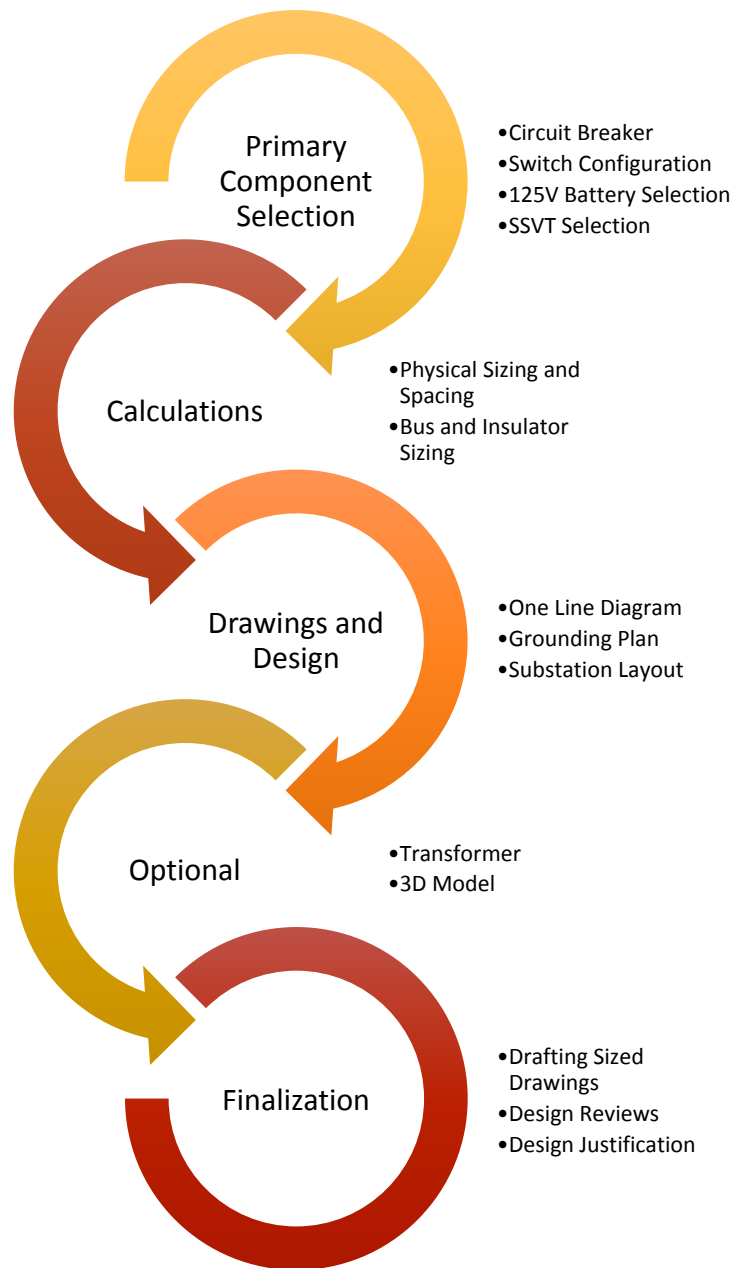 Primary
Component
Selection
•Circuit Breaker
•Switch Configuration
•125V Battery Selection
•SSVT Selection
Calculations
•Physical Sizing and
Spacing
•Bus and Insulator
Sizing
Drawings and
Design
•One Line Diagram
•Grounding Plan
•Substation Layout
Optional
•Transformer
•3D Model
Finalization
•Drafting Sized
Drawings
•Design Reviews
•Design Justification